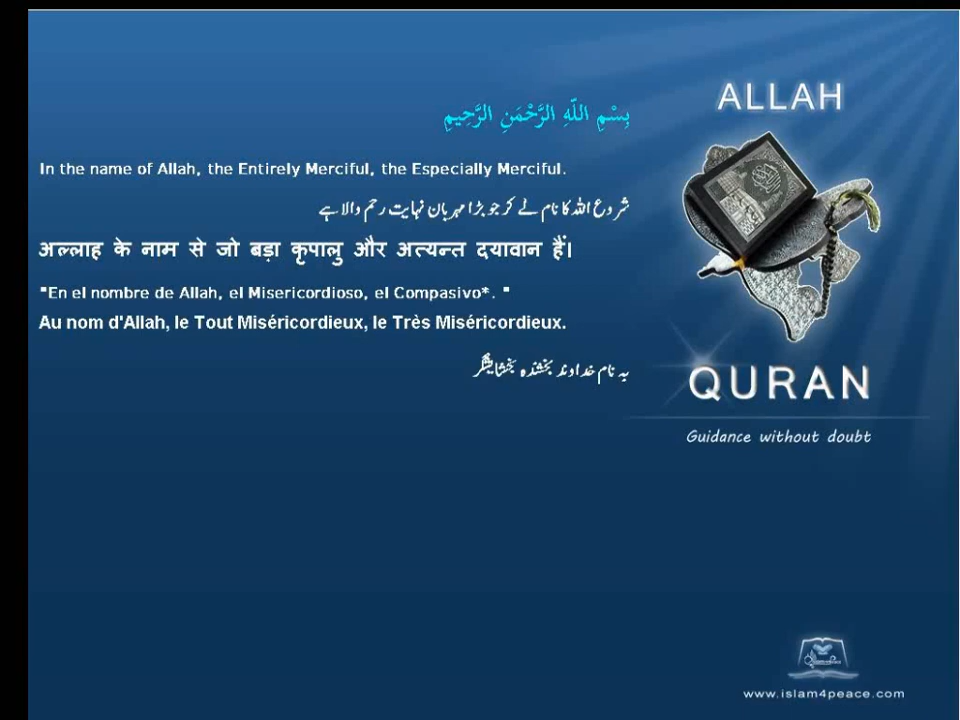 بِسْمِ اللَّهِ الرَّحْمَنِ الرَّحِيمِ
In the name of Allah, the Entirely Merciful, the Especially Merciful.
شروع الله کا نام لے کر جو بڑا مہربان نہایت رحم والا ہے
अल्लाह के नाम से जो बड़ा कृपालु और अत्यन्त दयावान हैं।
"En el nombre de Allah, el Misericordioso, el Compasivo*. "
Au nom d'Allah, le Tout Miséricordieux, le Très Miséricordieux.
به نام خداوند بخشنده بخشایشگر
ALLAH
QURAN
Guidance without doubt
www.islam4peace.com